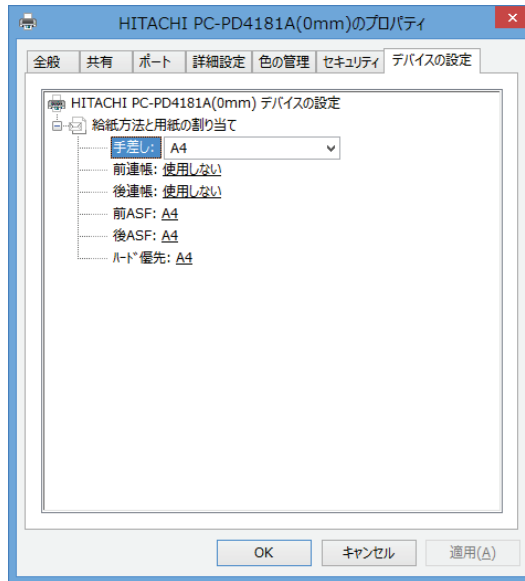 HITACHI PC-PD4181A(0mm)のプロパティ
全般 共有 ポート 詳細設定 色の管理 セキュリティ デバイスの設定
HITACHI PC-PD4181A(0mm) デバイスの設定
給紙方法と用紙の割り当て
手差し: A4
前連帳: 使用しない
後連帳: 使用しない
前ASF: A4
後ASF: A4
ハード優先: A4
OK キャンセル 適用(A)